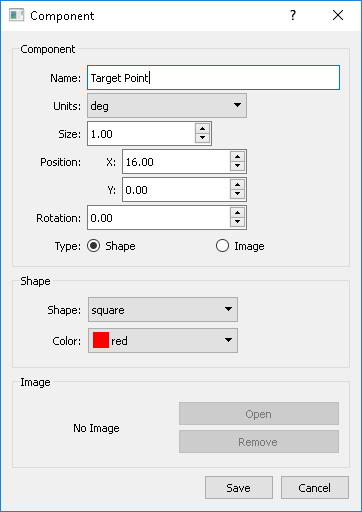 Component ?
Component
Name: Target Point
Units: deg
Size: 1.00
Position: X: 16.00
Y: 0.00
Rotation: 0.00
Type: Shape Image
Shape
Shape: square
Color: red
Image
No Image
Open
Remove
Save Cancel